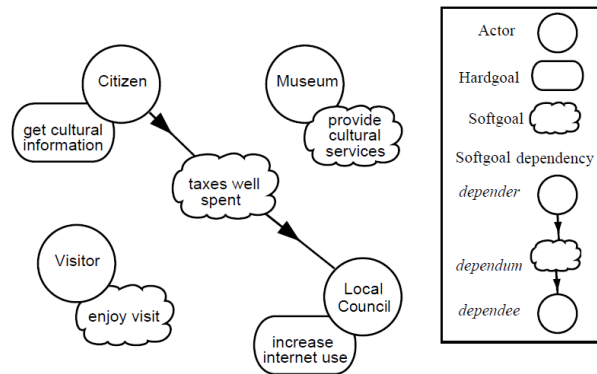 Citizen
get cultural
information
Museum
provide
cultural
services
taxes well
spent
Visitor
enjoy visit
Local
Council
increase
internet use
Actor
Hardgoal
Softgoal
Softgoal dependency
depender
dependum
dependee